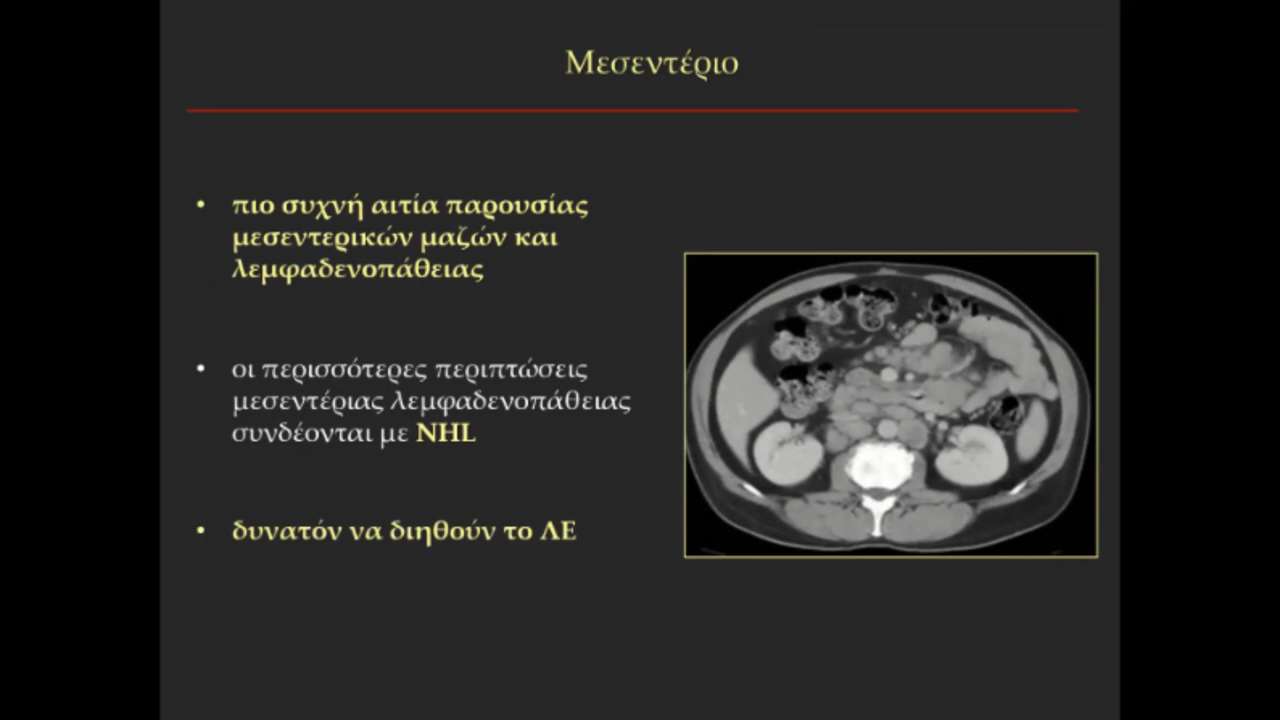 Μεσεντέριο
• πιο συχνή αιτία παρουσίας
μεσεντερικών μαζών και
λεμφαδενοπάθειας
• οι περισσότερες περιπτώσεις
μεσεντέριας λεμφαδενοπάθειας
συνδέονται με NHL
• δυνατόν να διηθούν το ΛΕ